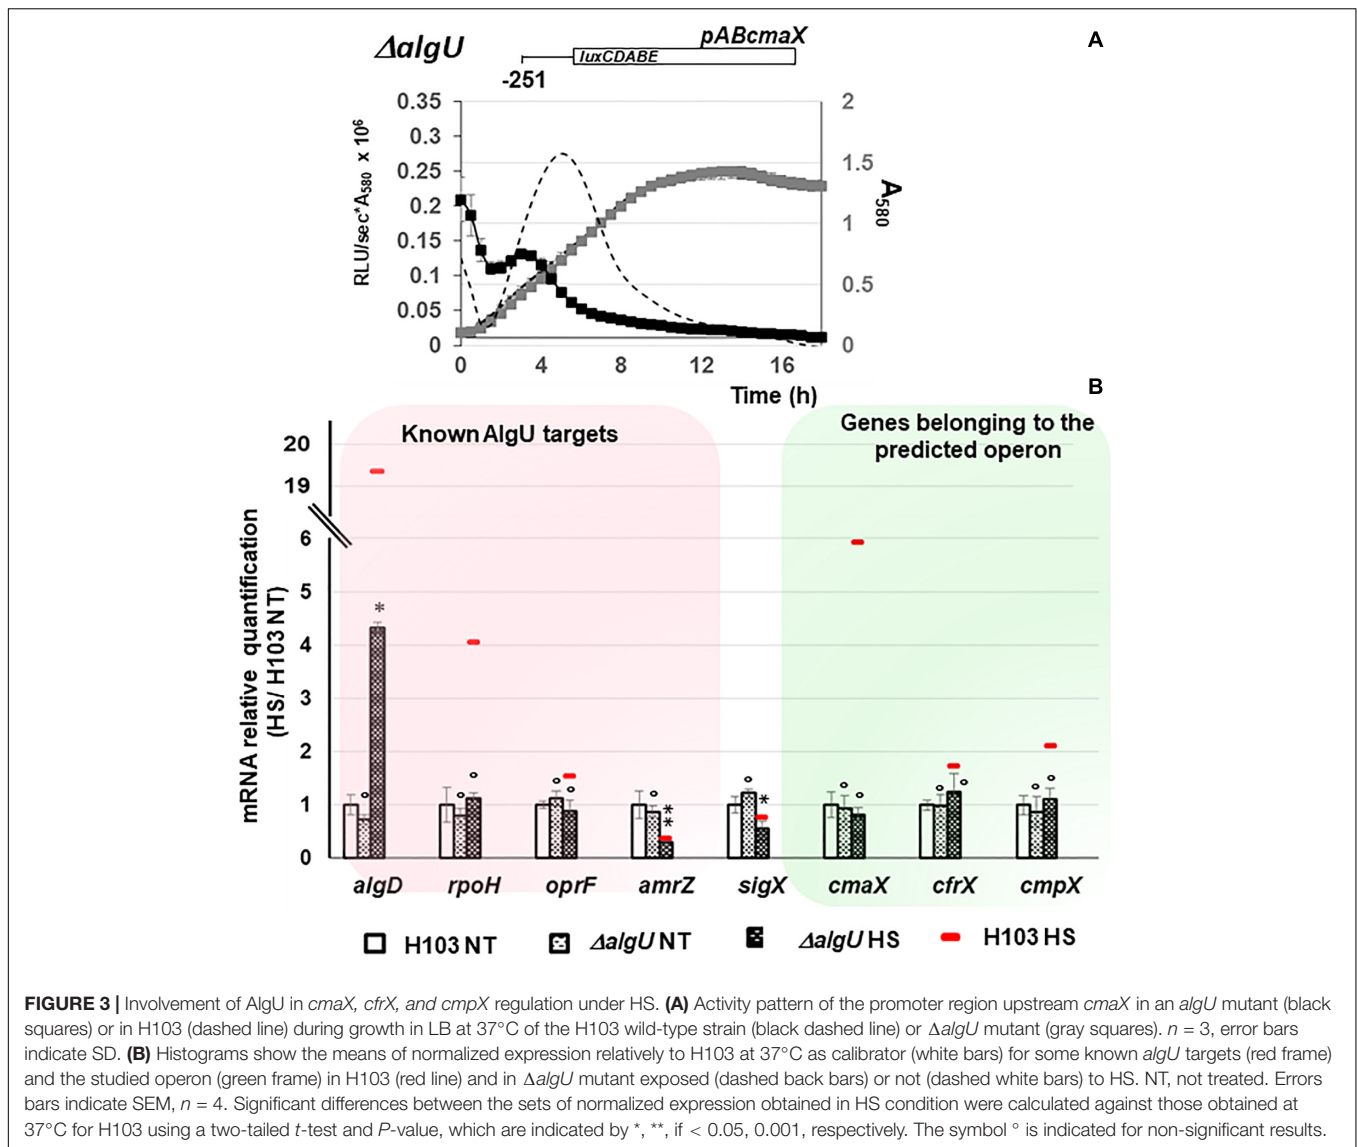 A
ΔalgU
pABcmaX
luxCDABE
-251
RLU/sec*A580 x 10⁶
0.35
0.3
0.25
0.2
0.15
0.1
0.05
0
2
1.5
1
0.5
0
A580
0 4 8 12 16
Time (h)
B
Known AlgU targets
Genes belonging to the
predicted operon
mRNA relative quantification
(HS/ H103 NT)
20
19
6
5
4
3
2
1
0
* ° ° ° ° ° ° ** ° * ° ° ° ° °
algD rpoH oprF amrZ sigX cmaX cfrX cmpX
H103 NT ΔalgU NT ΔalgU HS H103 HS
FIGURE 3 | Involvement of AlgU in cmaX, cfrX, and cmpX regulation under HS. (A) Activity pattern of the promoter region upstream cmaX in an algU mutant (black
squares) or in H103 (dashed line) during growth in LB at 37°C of the H103 wild-type strain (black dashed line) or ΔalgU mutant (gray squares). n = 3, error bars
indicate SD. (B) Histograms show the means of normalized expression relatively to H103 at 37°C as calibrator (white bars) for some known algU targets (red frame)
and the studied operon (green frame) in H103 (red line) and in ΔalgU mutant exposed (dashed back bars) or not (dashed white bars) to HS. NT, not treated. Errors
bars indicate SEM, n = 4. Significant differences between the sets of normalized expression obtained in HS condition were calculated against those obtained at
37°C for H103 using a two-tailed t-test and P-value, which are indicated by *, **, if < 0.05, 0.001, respectively. The symbol ° is indicated for non-significant results.